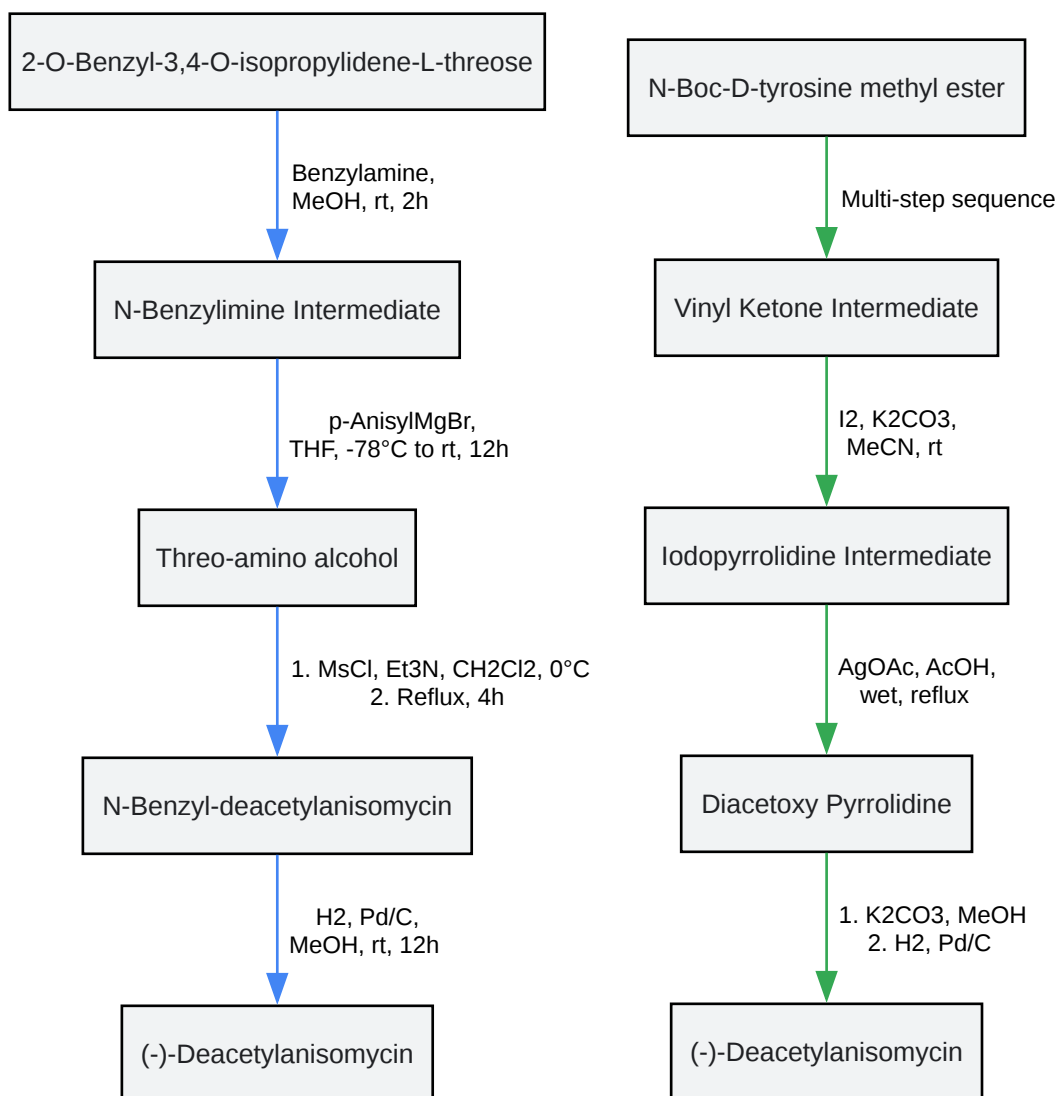 2-O-Benzyl-3,4-O-isopropylidene-L-threose
Benzylamine,
MeOH, rt, 2h
N-Benzylimine Intermediate
p-AnisylMgBr,
THF, -78°C to rt, 12h
Threo-amino alcohol
1. MsCl, Et3N, CH2Cl2, 0°C
2. Reflux, 4h
N-Benzyl-deacetylanisomycin
H2, Pd/C,
MeOH, rt, 12h
(-)-Deacetylanisomycin
N-Boc-D-tyrosine methyl ester
Multi-step sequence
Vinyl Ketone Intermediate
I2, K2CO3,
MeCN, rt
Iodopyrrolidine Intermediate
AgOAc, AcOH,
wet, reflux
Diacetoxy Pyrrolidine
1. K2CO3, MeOH
2. H2, Pd/C
(-)-Deacetylanisomycin